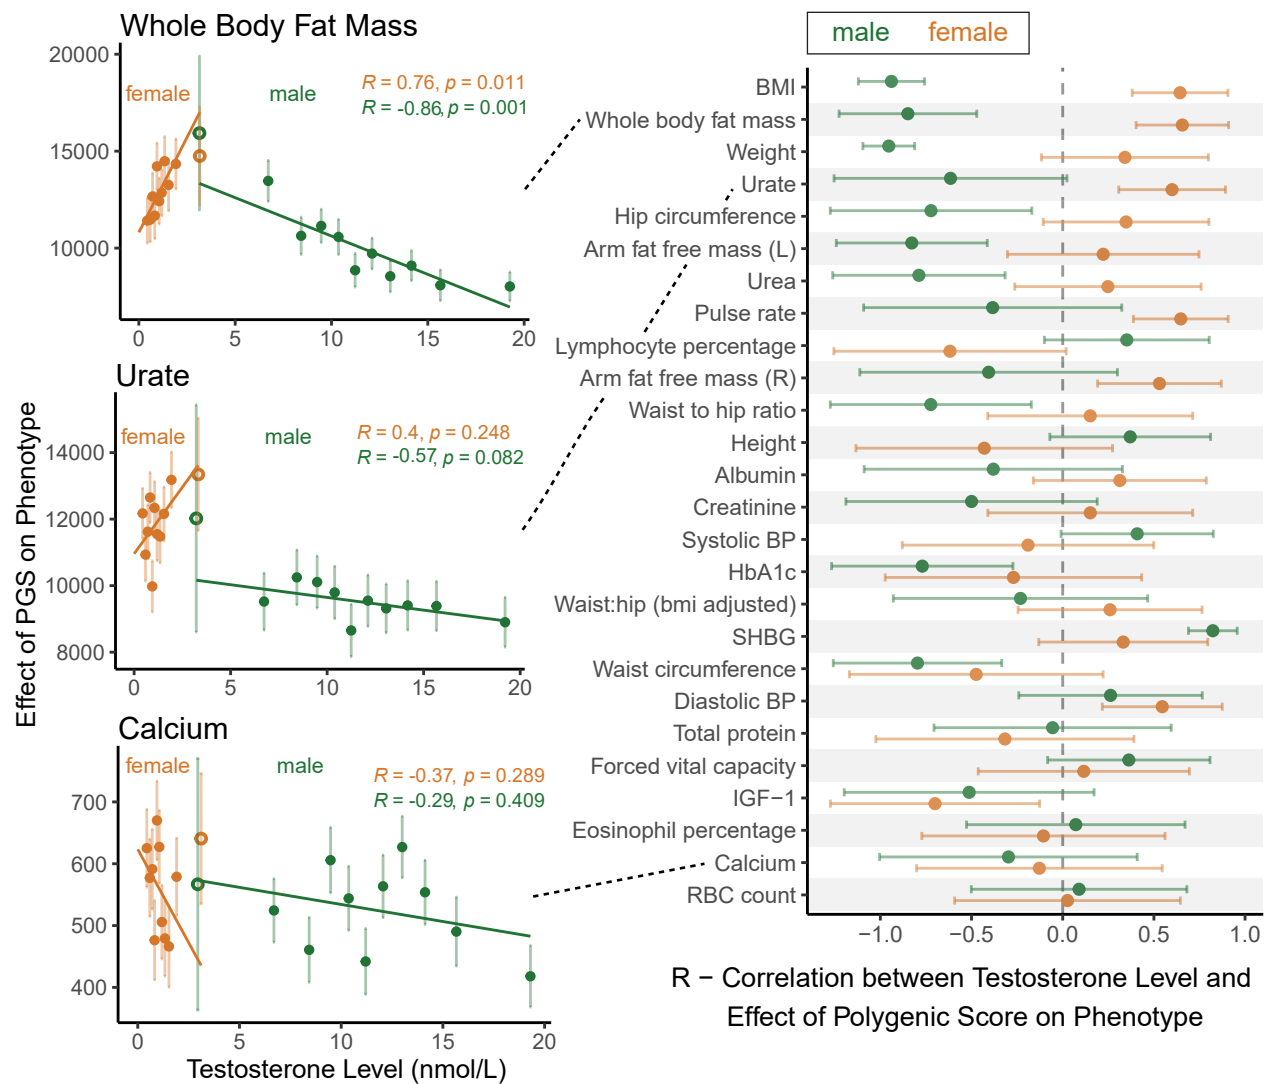 Whole Body Fat Mass
20000
15000
10000
female
male
R = 0.76, p = 0.011
R = -0.86, p = 0.001
0 5 10 15 20
Urate
14000
12000
10000
8000
female
male
R = 0.4, p = 0.248
R = -0.57, p = 0.082
0 5 10 15 20
Effect of PGS on Phenotype
Calcium
700
600
500
400
female
male
R = -0.37, p = 0.289
R = -0.29, p = 0.409
0 5 10 15 20
Testosterone Level (nmol/L)
male female
BMI
Whole body fat mass
Weight
Urate
Hip circumference
Arm fat free mass (L)
Urea
Pulse rate
Lymphocyte percentage
Arm fat free mass (R)
Waist to hip ratio
Height
Albumin
Creatinine
Systolic BP
HbA1c
Waist:hip (bmi adjusted)
SHBG
Waist circumference
Diastolic BP
Total protein
Forced vital capacity
IGF−1
Eosinophil percentage
Calcium
RBC count
−1.0 −0.5 0.0 0.5 1.0
R − Correlation between Testosterone Level and
Effect of Polygenic Score on Phenotype